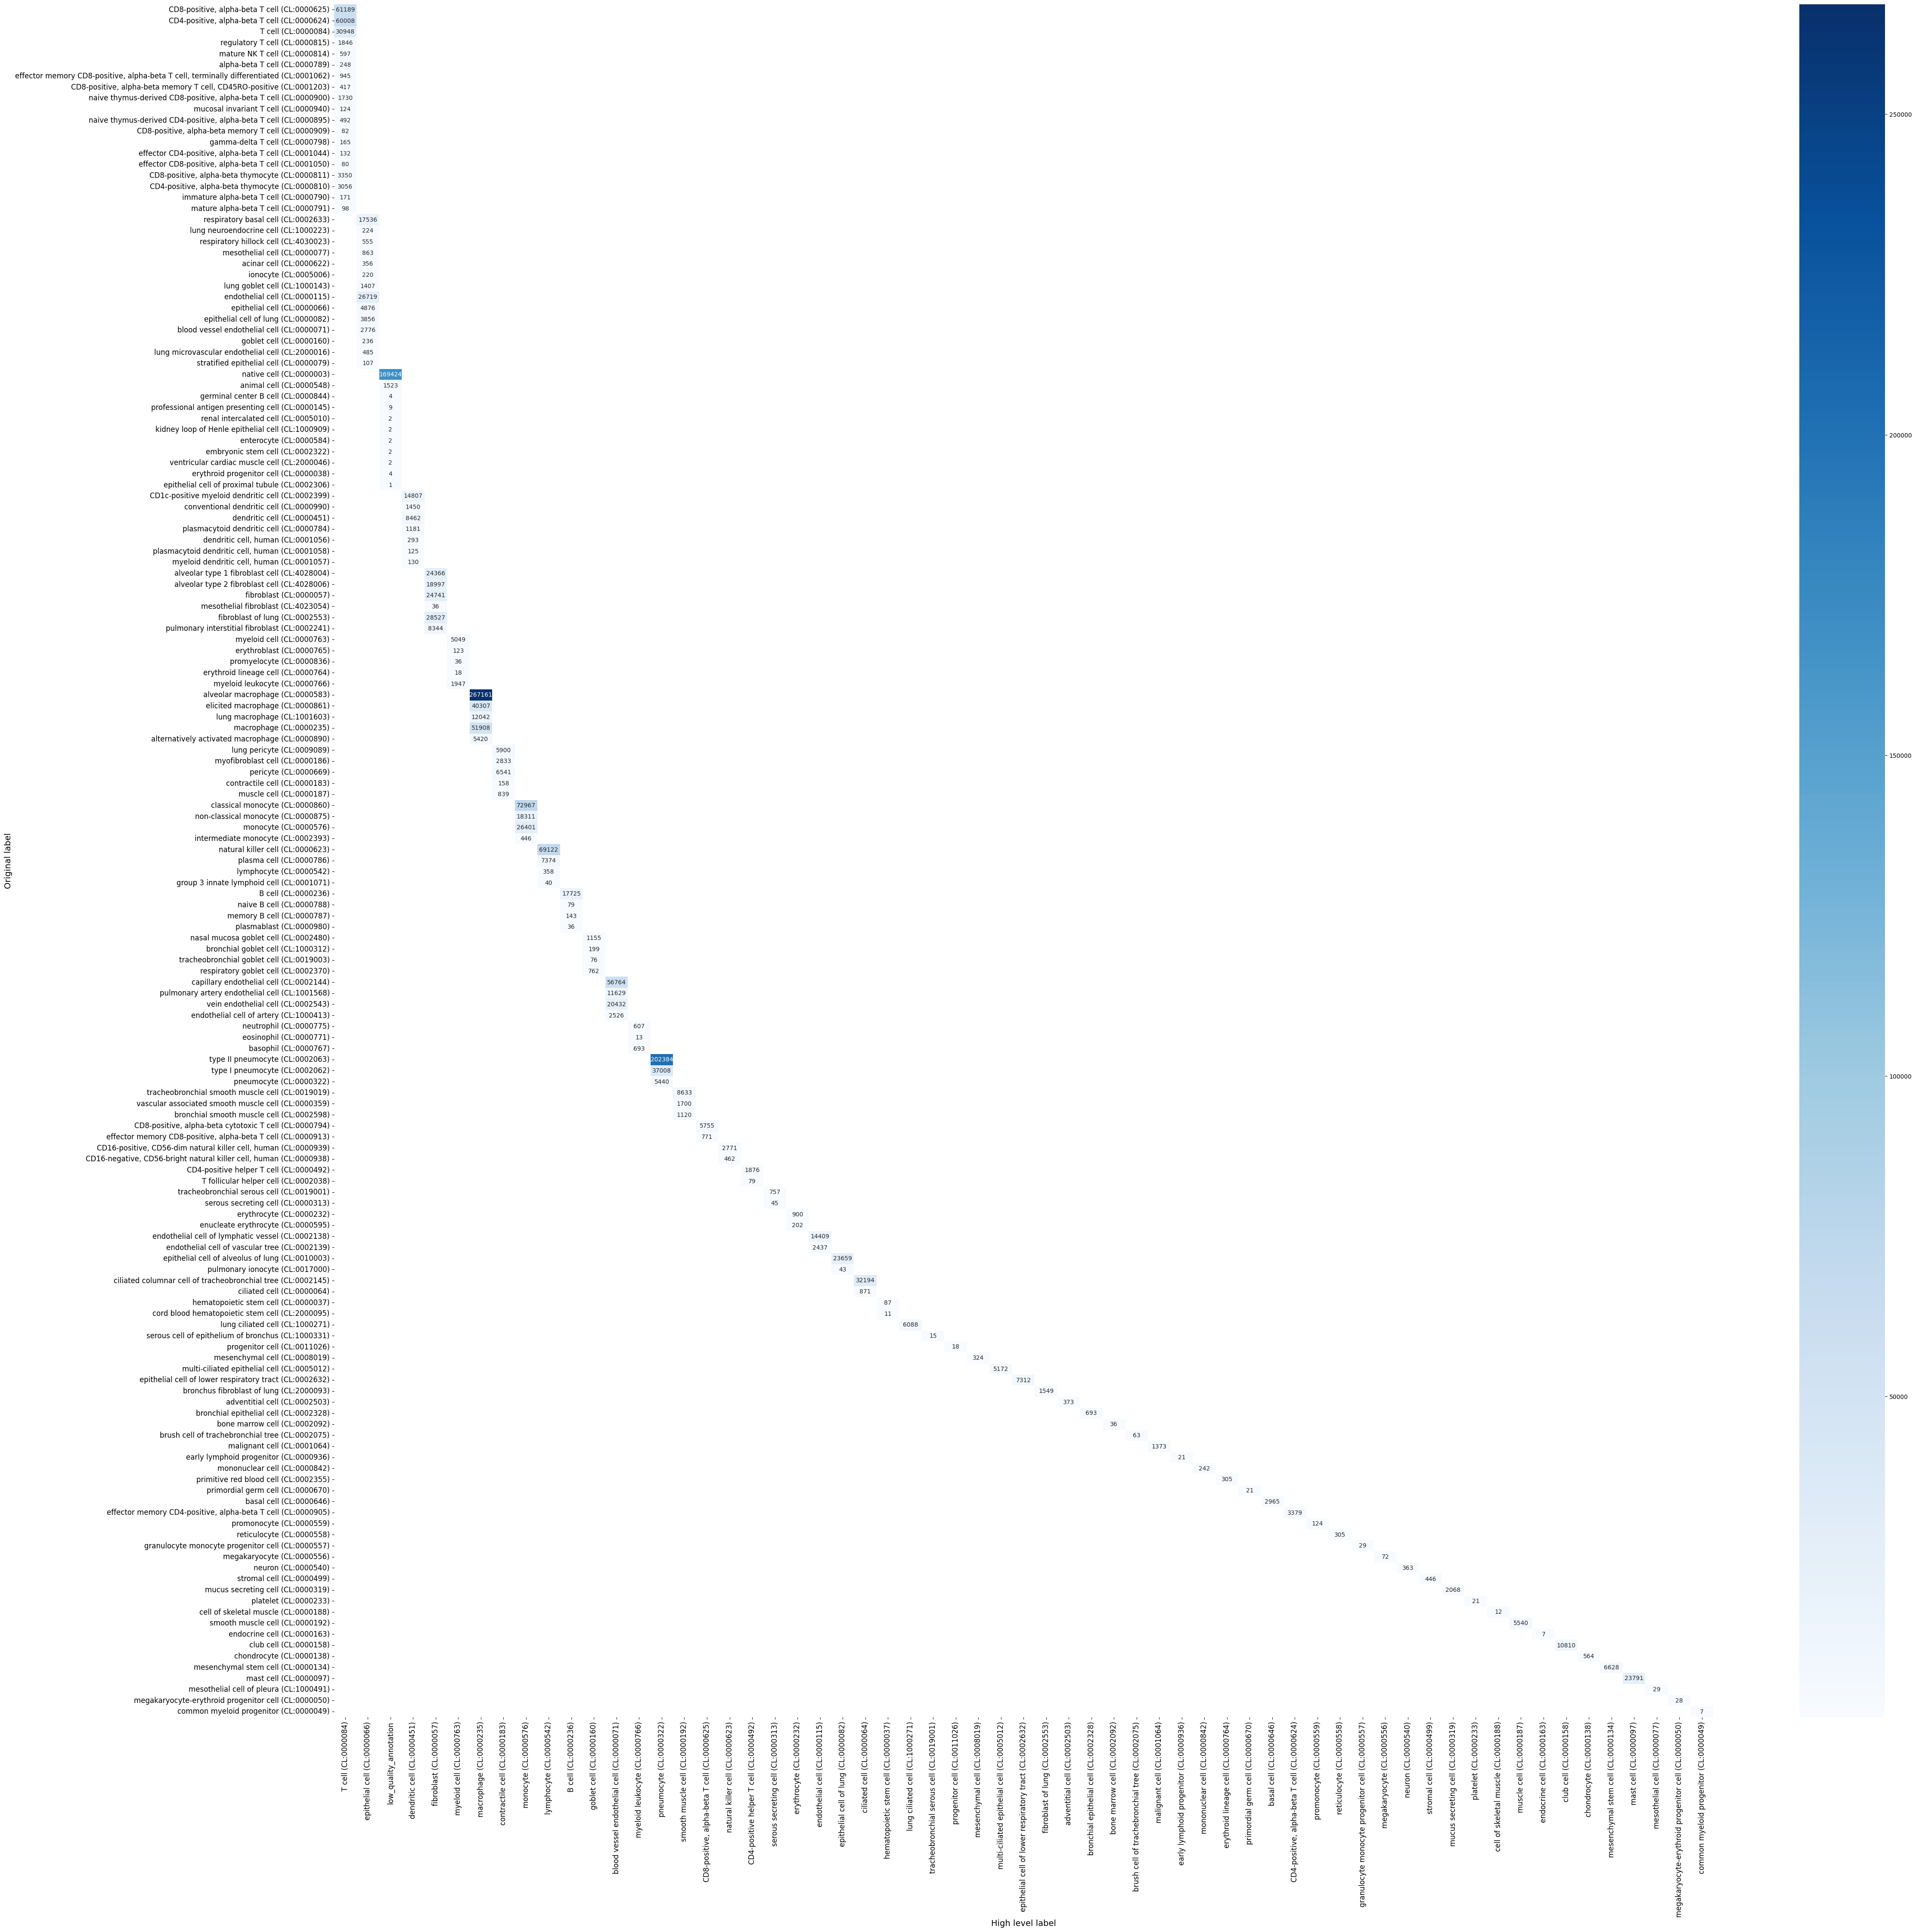 CD8-positive, alpha-beta T cell (CL:0000625) 61189
CD4-positive, alpha-beta T cell (CL:0000624) 60008
T cell (CL:0000084) 30948
regulatory T cell (CL:0000815) 1846
mature NK T cell (CL:0000814) 597
alpha-beta T cell (CL:0000789) 248
effector memory CD8-positive, alpha-beta T cell, terminally differentiated (CL:0001062) 945
CD8-positive, alpha-beta memory T cell, CD45RO-positive (CL:0001203) 417
naive thymus-derived CD8-positive, alpha-beta T cell (CL:0000900) 1730
mucosal invariant T cell (CL:0000940) 124
naive thymus-derived CD4-positive, alpha-beta T cell (CL:0000895) 492
CD8-positive, alpha-beta memory T cell (CL:0000909) 82
gamma-delta T cell (CL:0000798) 165
effector CD4-positive, alpha-beta T cell (CL:0001044) 132
effector CD8-positive, alpha-beta T cell (CL:0001050) 80
CD8-positive, alpha-beta thymocyte (CL:0000811) 3350
CD4-positive, alpha-beta thymocyte (CL:0000810) 3056
immature alpha-beta T cell (CL:0000790) 171
mature alpha-beta T cell (CL:0000791) 98
respiratory basal cell (CL:0002633) 17536
lung neuroendocrine cell (CL:1000223) 224
respiratory hillock cell (CL:4030023) 555
mesothelial cell (CL:0000077) 863
acinar cell (CL:0000622) 356
ionocyte (CL:0005006) 220
lung goblet cell (CL:1000143) 1407
endothelial cell (CL:0000115) 26719
epithelial cell (CL:0000066) 4876
epithelial cell of lung (CL:0000082) 3856
blood vessel endothelial cell (CL:0000071) 2776
goblet cell (CL:0000160) 236
lung microvascular endothelial cell (CL:2000016) 485
stratified epithelial cell (CL:0000079) 107
native cell (CL:0000003) 169424
animal cell (CL:0000548) 1523
germinal center B cell (CL:0000844) 4
professional antigen presenting cell (CL:0000145) 9
renal intercalated cell (CL:0005010) 2
kidney loop of Henle epithelial cell (CL:1000909) 2
enterocyte (CL:0000584) 2
embryonic stem cell (CL:0002322) 2
ventricular cardiac muscle cell (CL:2000046) 2
erythroid progenitor cell (CL:0000038) 4
epithelial cell of proximal tubule (CL:0002306) 1
CD1c-positive myeloid dendritic cell (CL:0002399) 14807
conventional dendritic cell (CL:0000990) 1450
dendritic cell (CL:0000451) 8462
plasmacytoid dendritic cell (CL:0000784) 1181
dendritic cell, human (CL:0001056) 293
plasmacytoid dendritic cell, human (CL:0001058) 125
myeloid dendritic cell, human (CL:0001057) 130
alveolar type 1 fibroblast cell (CL:4028004) 24366
alveolar type 2 fibroblast cell (CL:4028006) 18997
fibroblast (CL:0000057) 24741
mesothelial fibroblast (CL:4023054) 36
fibroblast of lung (CL:0002553) 28527
pulmonary interstitial fibroblast (CL:0002241) 8344
myeloid cell (CL:0000763) 5049
erythroblast (CL:0000765) 123
promyelocyte (CL:0000836) 36
erythroid lineage cell (CL:0000764) 18
myeloid leukocyte (CL:0000766) 1947
alveolar macrophage (CL:0000583) 267161
elicited macrophage (CL:0000861) 40307
lung macrophage (CL:1001603) 12042
macrophage (CL:0000235) 51908
alternatively activated macrophage (CL:0000890) 5420
lung pericyte (CL:0009089) 5900
myofibroblast cell (CL:0000186) 2833
pericyte (CL:0000669) 6541
contractile cell (CL:0000183) 158
muscle cell (CL:0000187) 839
classical monocyte (CL:0000860) 72967
non-classical monocyte (CL:0000875) 18311
monocyte (CL:0000576) 26401
intermediate monocyte (CL:0002393) 446
natural killer cell (CL:0000623) 69122
plasma cell (CL:0000786) 7374
lymphocyte (CL:0000542) 358
group 3 innate lymphoid cell (CL:0001071) 40
B cell (CL:0000236) 17725
naive B cell (CL:0000788) 79
memory B cell (CL:0000787) 143
plasmablast (CL:0000980) 36
nasal mucosa goblet cell (CL:0002480) 1155
bronchial goblet cell (CL:1000312) 199
tracheobronchial goblet cell (CL:0019003) 76
respiratory goblet cell (CL:0002370) 762
capillary endothelial cell (CL:0002144) 56764
pulmonary artery endothelial cell (CL:1001568) 11629
vein endothelial cell (CL:0002543) 20432
endothelial cell of artery (CL:1000413) 2526
neutrophil (CL:0000775) 607
eosinophil (CL:0000771) 13
basophil (CL:0000767) 693
type II pneumocyte (CL:0002063) 202384
type I pneumocyte (CL:0002062) 37008
pneumocyte (CL:0000322) 5440
tracheobronchial smooth muscle cell (CL:0019019) 8633
vascular associated smooth muscle cell (CL:0000359) 1700
bronchial smooth muscle cell (CL:0002598) 1120
CD8-positive, alpha-beta cytotoxic T cell (CL:0000794) 5755
effector memory CD8-positive, alpha-beta T cell (CL:0000913) 771
CD16-positive, CD56-dim natural killer cell, human (CL:0000939) 2771
CD16-negative, CD56-bright natural killer cell, human (CL:0000938) 462
CD4-positive helper T cell (CL:0000492) 1876
T follicular helper cell (CL:0002038) 79
tracheobronchial serous cell (CL:0019001) 757
serous secreting cell (CL:0000313) 45
erythrocyte (CL:0000232) 900
enucleate erythrocyte (CL:0000595) 202
endothelial cell of lymphatic vessel (CL:0002138) 14409
endothelial cell of vascular tree (CL:0002139) 2437
epithelial cell of alveolus of lung (CL:0010003) 23659
pulmonary ionocyte (CL:0017000) 43
ciliated columnar cell of tracheobronchial tree (CL:0002145) 32194
ciliated cell (CL:0000064) 871
hematopoietic stem cell (CL:0000037) 87
cord blood hematopoietic stem cell (CL:2000095) 11
lung ciliated cell (CL:1000271) 6088
serous cell of epithelium of bronchus (CL:1000331) 15
progenitor cell (CL:0011026) 18
mesenchymal cell (CL:0008019) 324
multi-ciliated epithelial cell (CL:0005012) 5172
epithelial cell of lower respiratory tract (CL:0002632) 7312
bronchus fibroblast of lung (CL:2000093) 1549
adventitial cell (CL:0002503) 373
bronchial epithelial cell (CL:0002328) 693
bone marrow cell (CL:0002092) 36
brush cell of trachebronchial tree (CL:0002075) 63
malignant cell (CL:0001064) 1373
early lymphoid progenitor (CL:0000936) 21
mononuclear cell (CL:0000842) 242
primitive red blood cell (CL:0002355) 305
primordial germ cell (CL:0000670) 21
basal cell (CL:0000646) 2965
effector memory CD4-positive, alpha-beta T cell (CL:0000905) 3379
promonocyte (CL:0000559) 124
reticulocyte (CL:0000558) 305
granulocyte monocyte progenitor cell (CL:0000557) 29
megakaryocyte (CL:0000556) 72
neuron (CL:0000540) 363
stromal cell (CL:0000499) 446
mucus secreting cell (CL:0000319) 2068
platelet (CL:0000233) 21
cell of skeletal muscle (CL:0000188) 12
smooth muscle cell (CL:0000192) 5540
endocrine cell (CL:0000163) 7
club cell (CL:0000158) 10810
chondrocyte (CL:0000138) 564
mesenchymal stem cell (CL:0000134) 6628
mast cell (CL:0000097) 23791
mesothelial cell of pleura (CL:1000491) 29
megakaryocyte-erythroid progenitor cell (CL:0000050) 28
common myeloid progenitor (CL:0000049) 7
Original label
T cell (CL:0000084)
epithelial cell (CL:0000066)
low_quality_annotation
dendritic cell (CL:0000451)
fibroblast (CL:0000057)
myeloid cell (CL:0000763)
macrophage (CL:0000235)
contractile cell (CL:0000183)
monocyte (CL:0000576)
lymphocyte (CL:0000542)
B cell (CL:0000236)
goblet cell (CL:0000160)
blood vessel endothelial cell (CL:0000071)
myeloid leukocyte (CL:0000766)
pneumocyte (CL:0000322)
smooth muscle cell (CL:0000192)
CD8-positive, alpha-beta T cell (CL:0000625)
natural killer cell (CL:0000623)
CD4-positive helper T cell (CL:0000492)
serous secreting cell (CL:0000313)
erythrocyte (CL:0000232)
endothelial cell (CL:0000115)
epithelial cell of lung (CL:0000082)
ciliated cell (CL:0000064)
hematopoietic stem cell (CL:0000037)
lung ciliated cell (CL:1000271)
tracheobronchial serous cell (CL:0019001)
progenitor cell (CL:0011026)
mesenchymal cell (CL:0008019)
multi-ciliated epithelial cell (CL:0005012)
epithelial cell of lower respiratory tract (CL:0002632)
fibroblast of lung (CL:0002553)
adventitial cell (CL:0002503)
bronchial epithelial cell (CL:0002328)
bone marrow cell (CL:0002092)
brush cell of trachebronchial tree (CL:0002075)
malignant cell (CL:0001064)
early lymphoid progenitor (CL:0000936)
mononuclear cell (CL:0000842)
erythroid lineage cell (CL:0000764)
primordial germ cell (CL:0000670)
basal cell (CL:0000646)
CD4-positive, alpha-beta T cell (CL:0000624)
promonocyte (CL:0000559)
reticulocyte (CL:0000558)
granulocyte monocyte progenitor cell (CL:0000557)
megakaryocyte (CL:0000556)
neuron (CL:0000540)
stromal cell (CL:0000499)
mucus secreting cell (CL:0000319)
platelet (CL:0000233)
cell of skeletal muscle (CL:0000188)
muscle cell (CL:0000187)
endocrine cell (CL:0000163)
club cell (CL:0000158)
chondrocyte (CL:0000138)
mesenchymal stem cell (CL:0000134)
mast cell (CL:0000097)
mesothelial cell (CL:0000077)
megakaryocyte-erythroid progenitor cell (CL:0000050)
common myeloid progenitor (CL:0000049)
High level label
250000
200000
150000
100000
50000